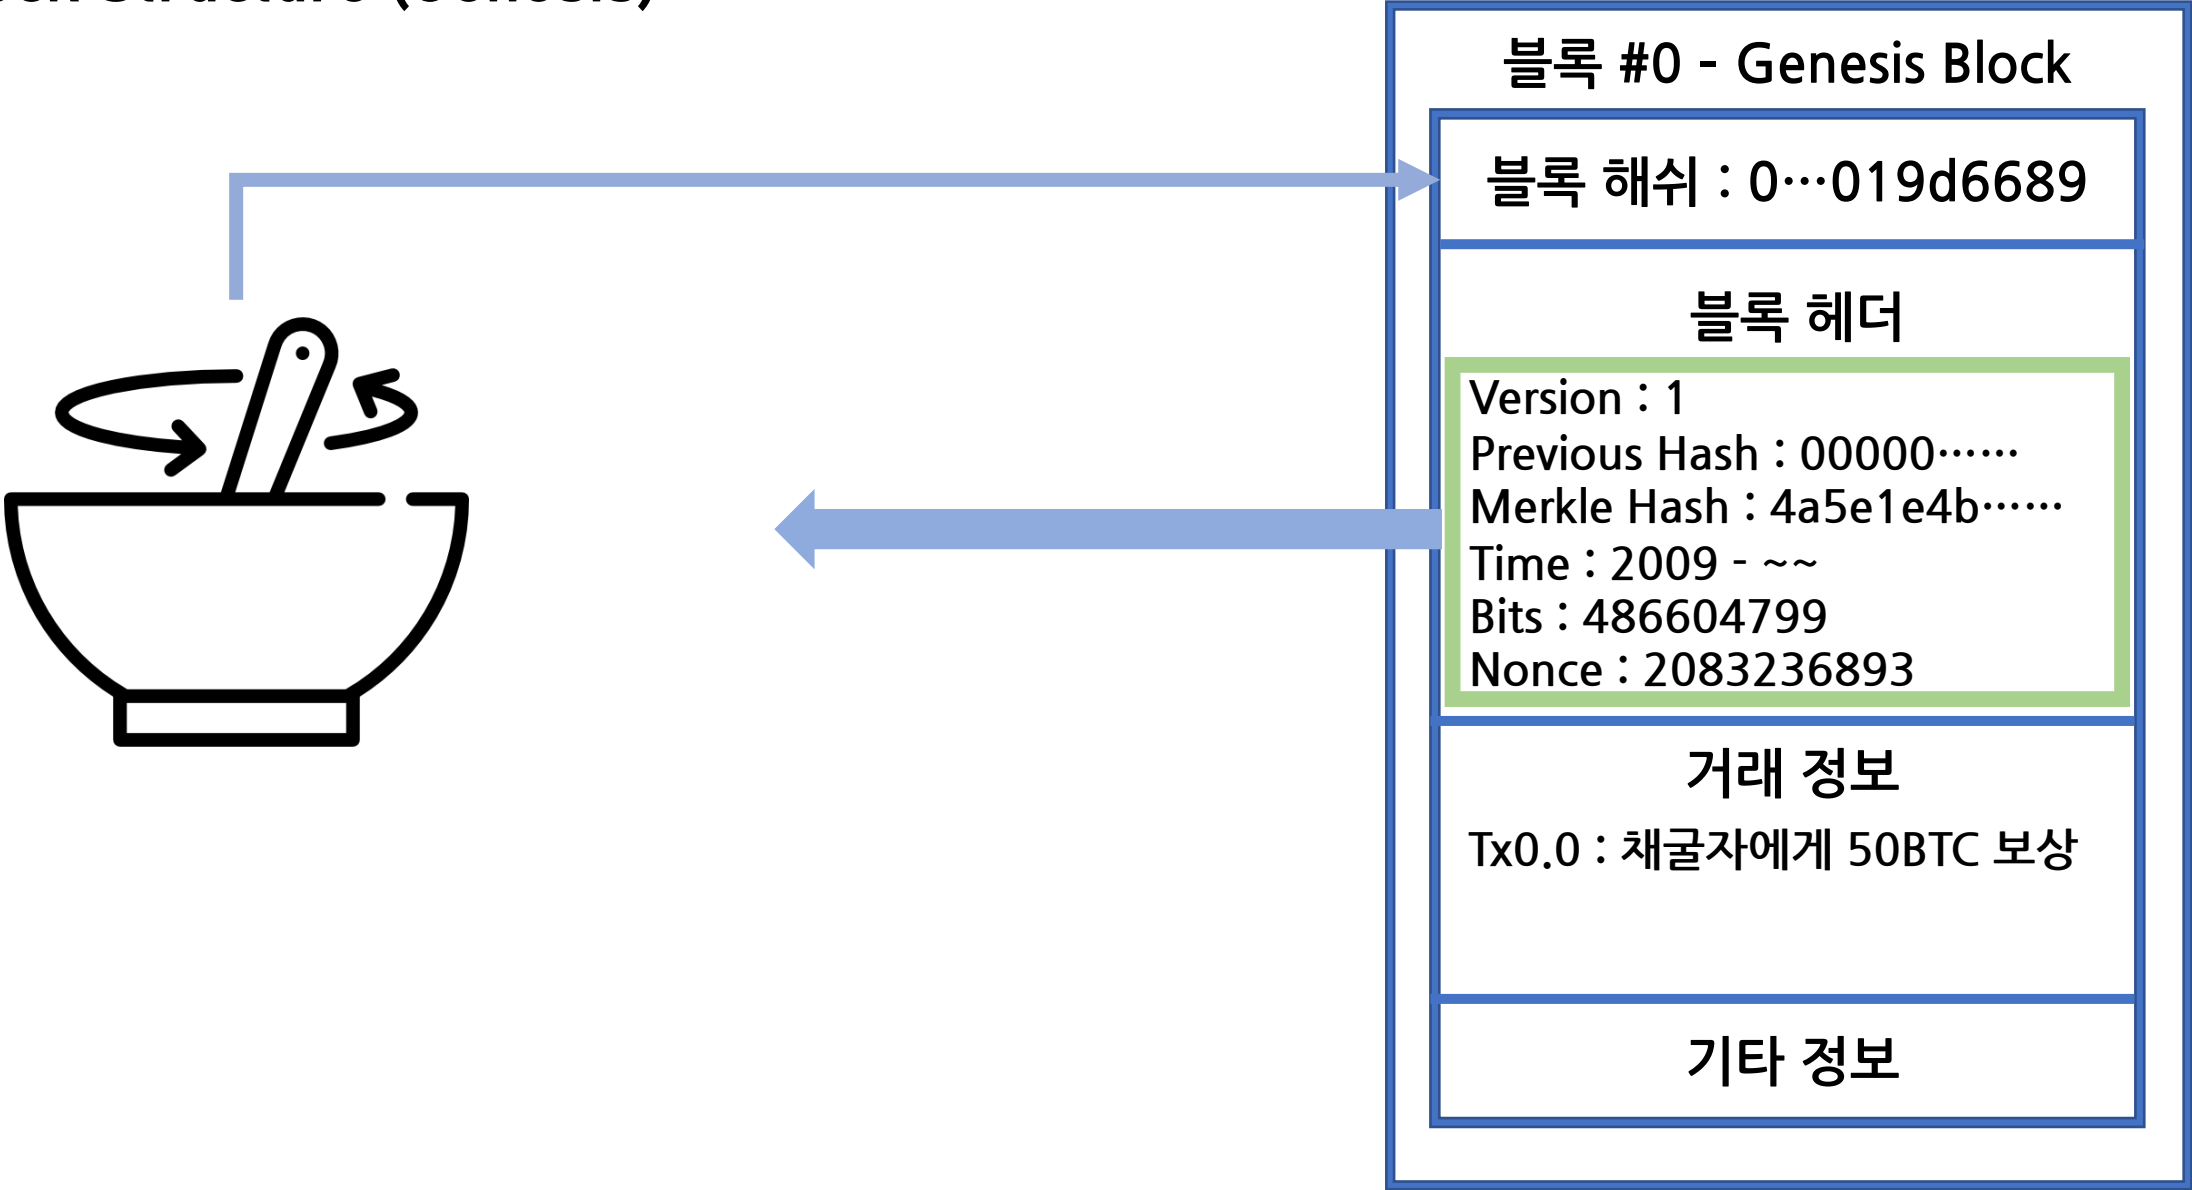 Structure (Genesis)
블록 #0 - Genesis Block
블록 해쉬 : 0…019d6689
블록 헤더
Version : 1
Previous Hash : 00000……
Merkle Hash : 4a5e1e4b……
Time : 2009 - ~~
Bits : 486604799
Nonce : 2083236893
거래 정보
Tx0.0 : 채굴자에게 50BTC 보상
기타 정보